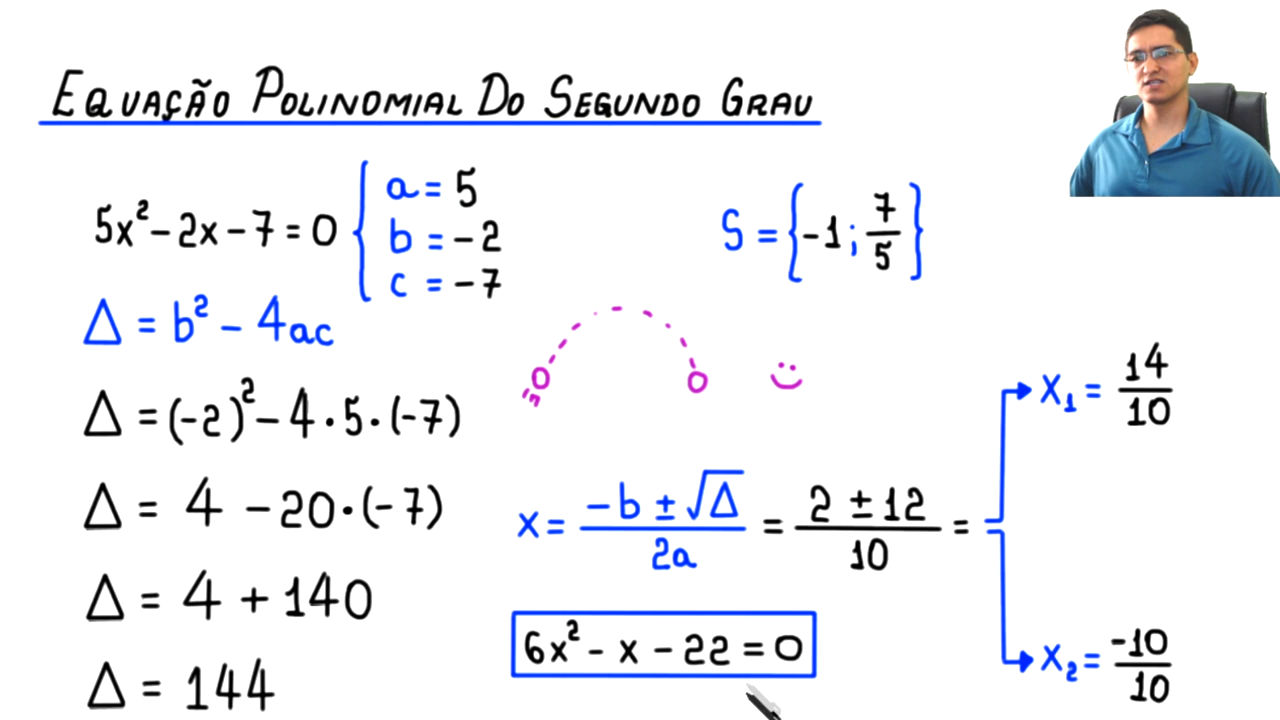 EQUAÇÃO POLINOMIAL DO SEGUNDO GRAU
5x² - 2x - 7 = 0
a = 5
b = -2
c = -7
S = {-1; 7/5}
Δ = b² - 4ac
Δ = (-2)² - 4 · 5 · (-7)
Δ = 4 - 20 · (-7)
Δ = 4 + 140
Δ = 144
x = (-b ± √Δ)/2a = (2 ± 12)/10 =
x₁ = 14/10
x₂ = -10/10
6x² - x - 22 = 0